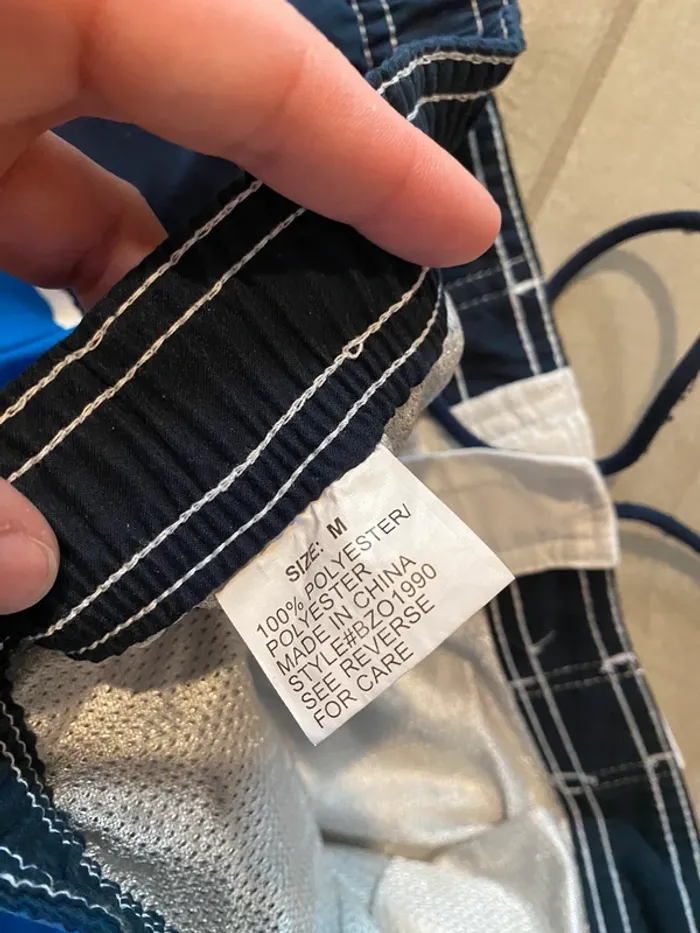 SIZE: M
100% POLYESTER/
POLYESTER
MADE IN CHINA
STYLE#BZO1990
SEE REVERSE
FOR CARE